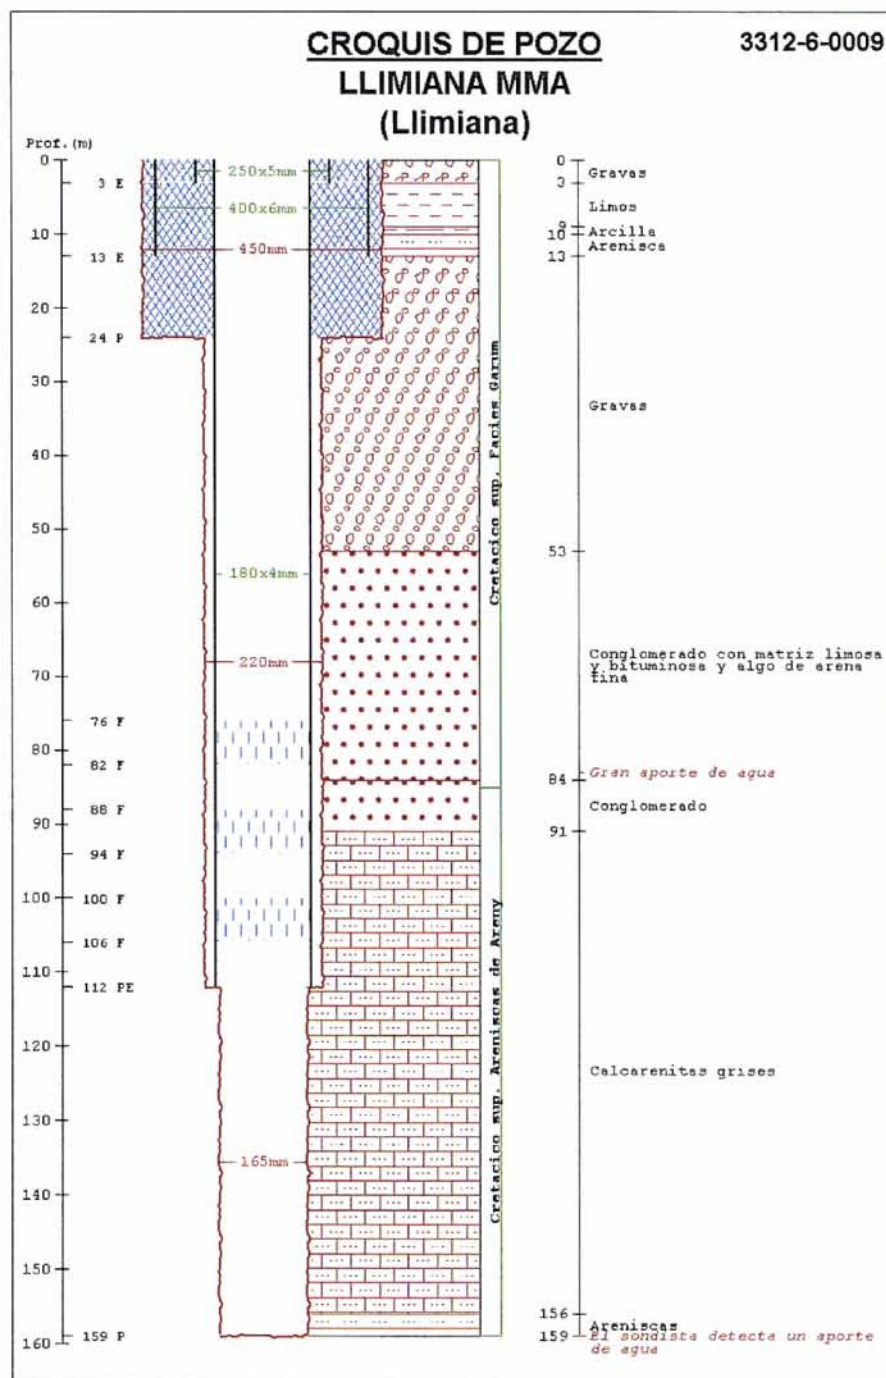 CROQUIS DE POZO
3312-6-0009
LLIMIANA MMA
(Llimiana)
Prof.(m)
0
3 E
10
13 E
20
24 P
30
40
50
60
70
76 F
80
82 F
88 F
90
94 F
100
100 F
106 F
110
112 PE
120
130
140
150
159 P
160
250x5mm
400x6mm
450mm
180x4mm
220mm
165mm
Cretacico sup. Facies Garum
Cretacico sup. Areniscas de Areny
0
Gravas
3
Limos
9
Arcilla
10
Arenisca
13
Gravas
53
Conglomerado con matriz limosa
y bituminosa y algo de arena
fina
Gran aporte de agua
84
Conglomerado
91
Calcarenitas grises
156
Areniscas
159
El sondista detecta un aporte
de agua